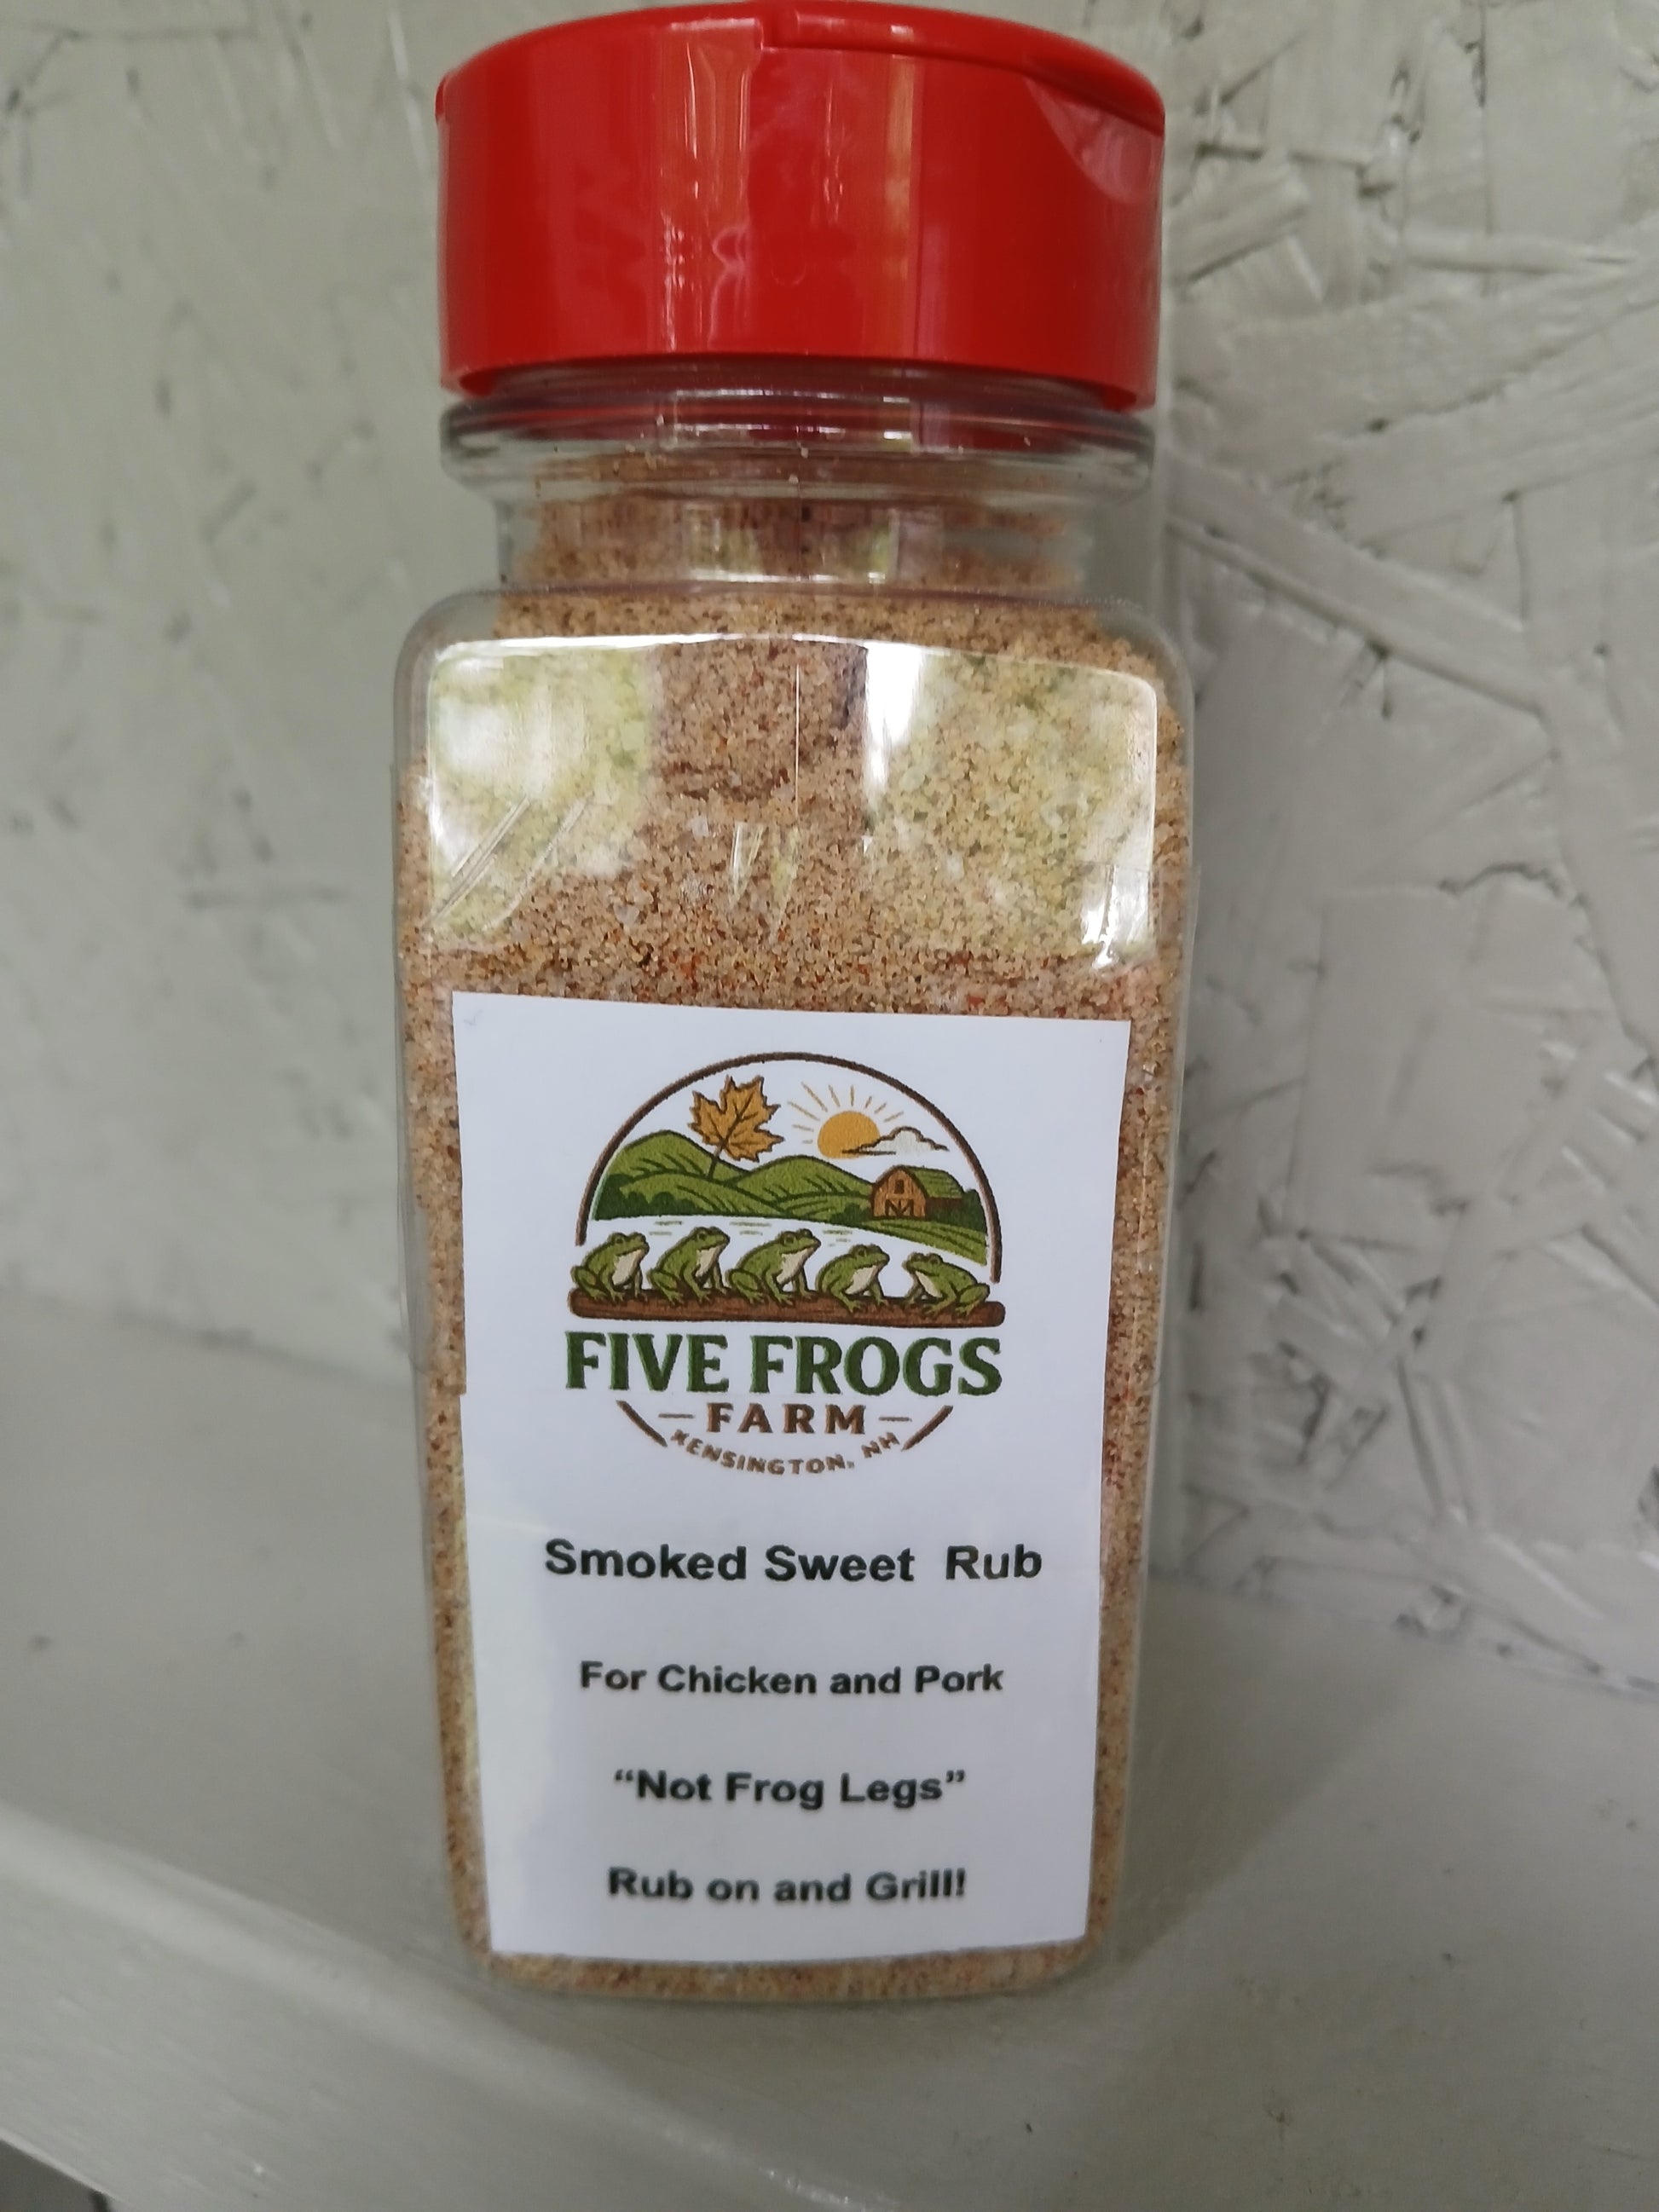 FIVE FROGS
FARM
KENSINGTON, NH
Smoked Sweet Rub
For Chicken and Pork
“Not Frog Legs”
Rub on and Grill!